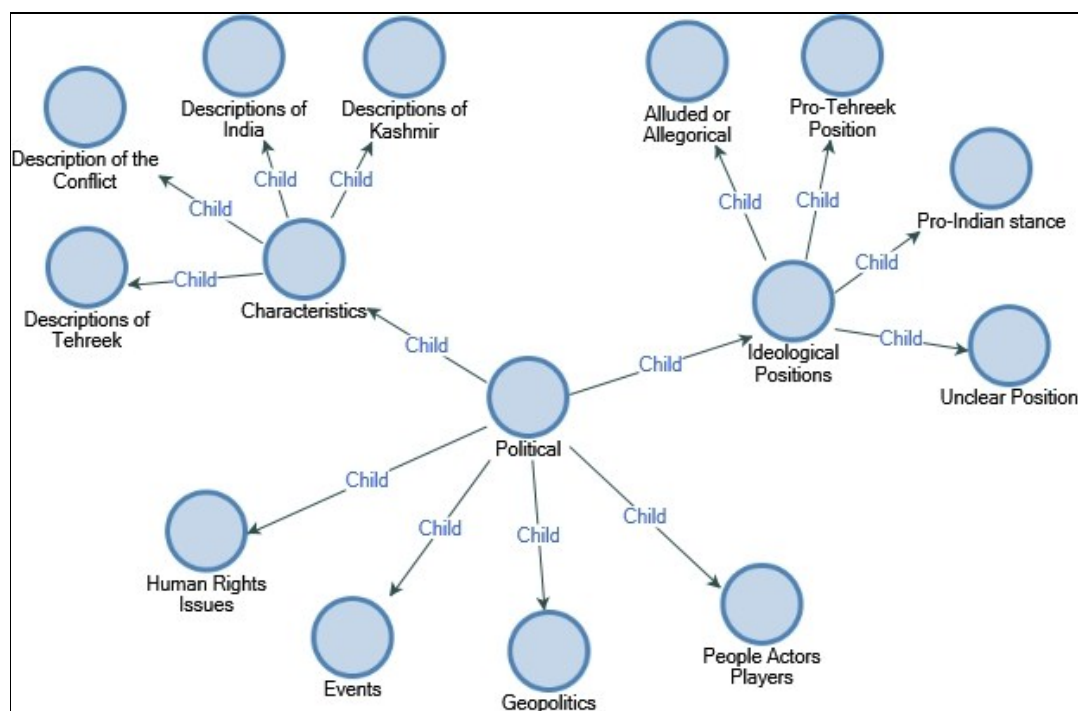 Descriptions of
India
Descriptions of
Kashmir
Alluded or
Allegorical
Pro-Tehreek
Position
Description of the
Conflict
Child
Child
Child
Child
Child
Pro-Indian stance
Child
Child
Descriptions of
Tehreek
Characteristics
Child
Ideological
Positions
Child
Unclear Position
Child
Child
Political
Child
Child
Child
Child
Human Rights
Issues
Events
Geopolitics
People Actors
Players